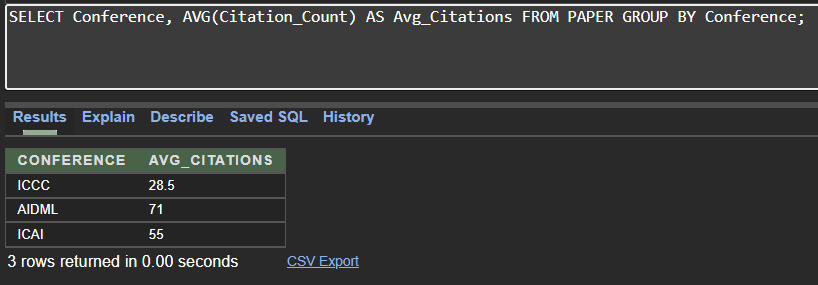 SELECT Conference, AVG(Citation_Count) AS Avg_Citations FROM PAPER GROUP BY Conference;
Results Explain Describe Saved SQL History
CONFERENCE AVG_CITATIONS
ICCC 28.5
AIDML 71
ICAI 55
3 rows returned in 0.00 seconds CSV Export